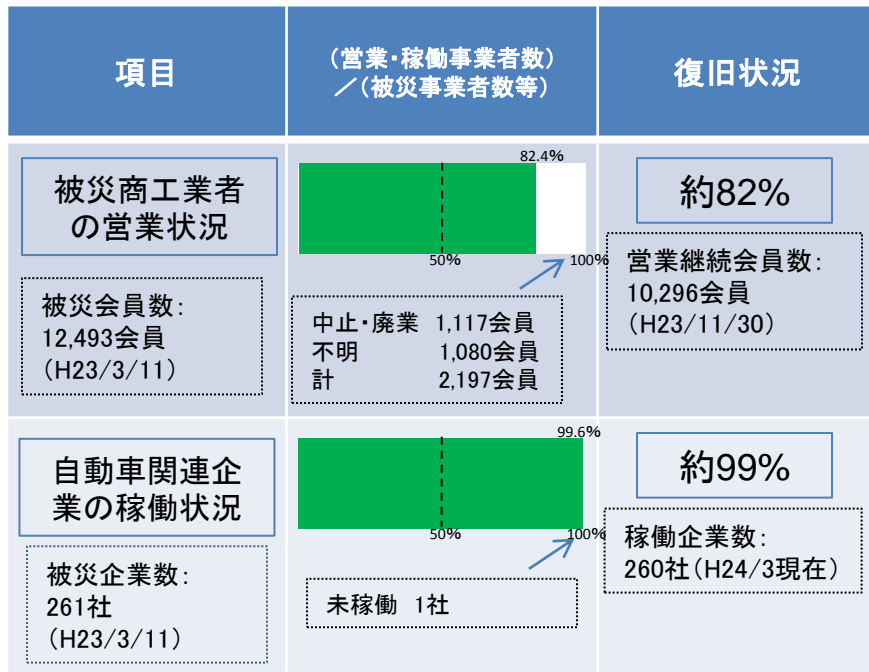 項目
(営業・稼働事業者数)
／(被災事業者数等)
復旧状況
被災商工業者
の営業状況
被災会員数：
12,493会員
(H23/3/11)
82.4%
50%
100%
中止・廃業 1,117会員
不明 1,080会員
計 2,197会員
約82%
営業継続会員数：
10,296会員
(H23/11/30)
自動車関連企
業の稼働状況
被災企業数：
261社
(H23/3/11)
99.6%
50%
100%
未稼働 1社
約99%
稼働企業数：
260社(H24/3現在)